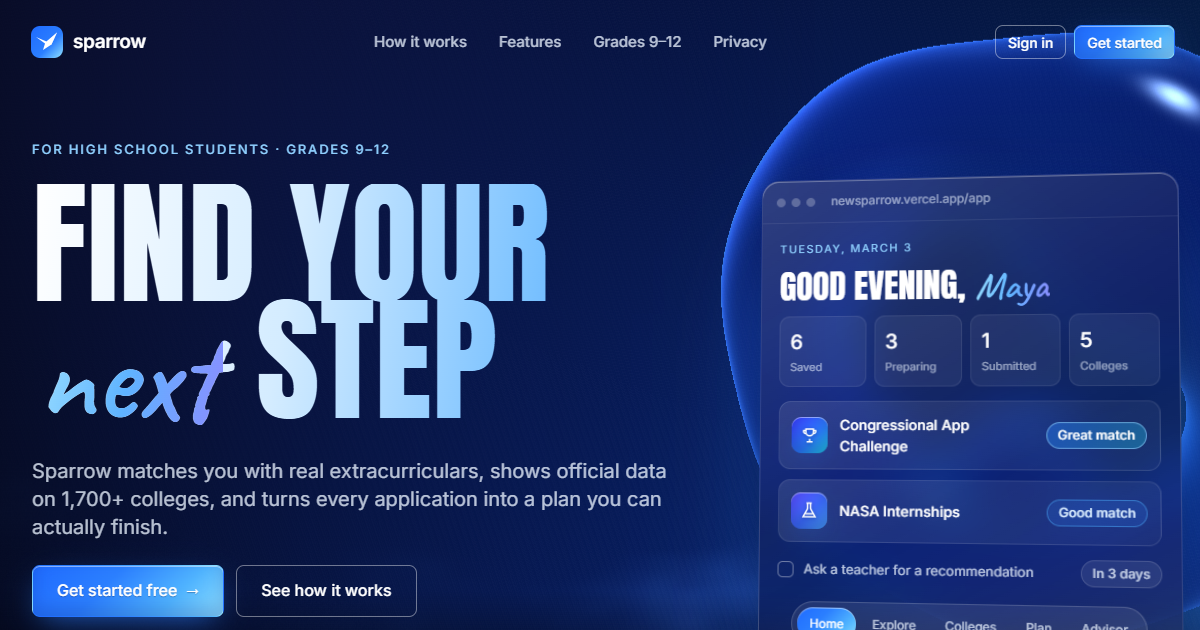 sparrow
How it works Features Grades 9–12 Privacy
Sign in Get started
FOR HIGH SCHOOL STUDENTS · GRADES 9–12
FIND YOUR
next STEP
Sparrow matches you with real extracurriculars, shows official data
on 1,700+ colleges, and turns every application into a plan you can
actually finish.
Get started free → See how it works
newsparrow.vercel.app/app
TUESDAY, MARCH 3
GOOD EVENING, Maya
6 3 1 5
Saved Preparing Submitted Colleges
Congressional App
Challenge
Great match
NASA Internships Good match
Ask a teacher for a recommendation In 3 days
Home Explore Colleges Plan Advisor